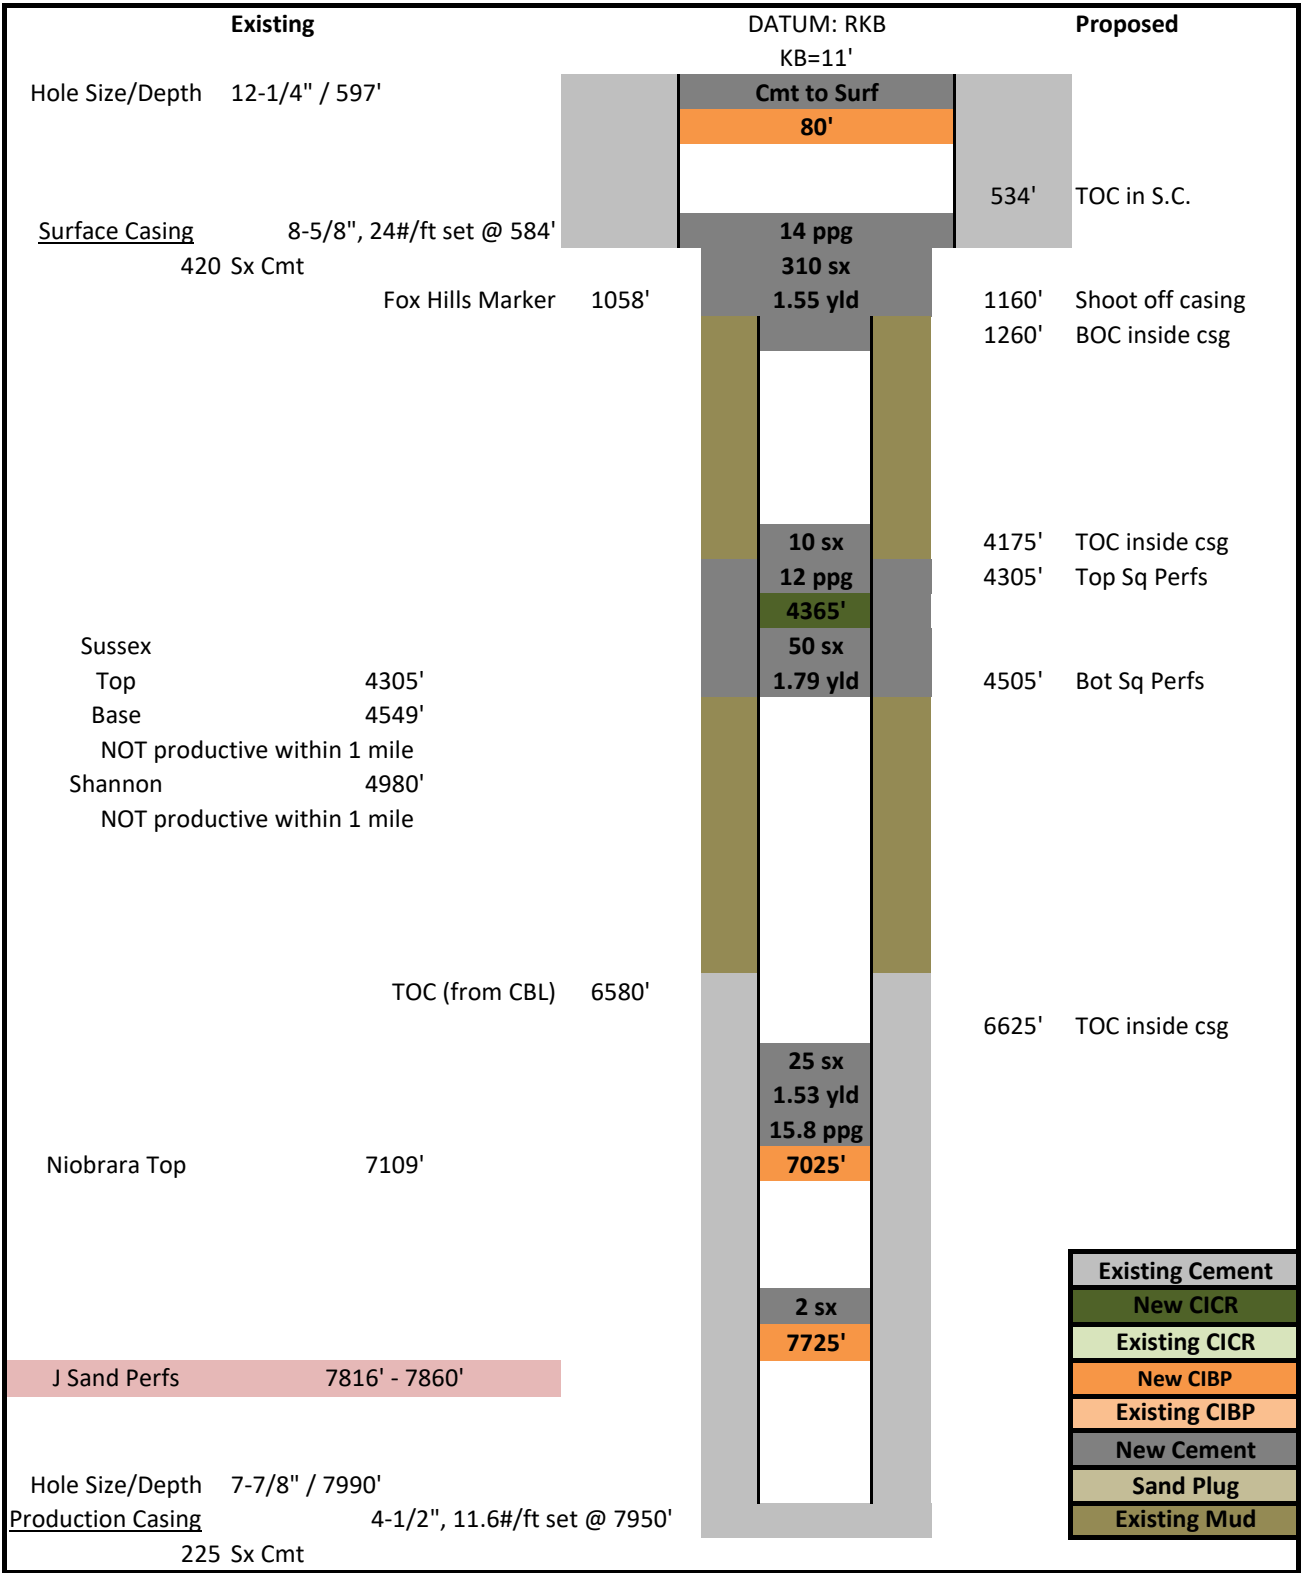 Existing DATUM: RKB Proposed
KB=11'
Hole Size/Depth 12-1/4" / 597' Cmt to Surf
80'
534' TOC in S.C.
Surface Casing 8-5/8", 24#/ft set @ 584' 14 ppg
420 Sx Cmt 310 sx
Fox Hills Marker 1058' 1.55 yld 1160' Shoot off casing
1260' BOC inside csg
10 sx 4175' TOC inside csg
12 ppg 4305' Top Sq Perfs
4365'
Sussex 50 sx
Top 4305' 1.79 yld 4505' Bot Sq Perfs
Base 4549'
NOT productive within 1 mile
Shannon 4980'
NOT productive within 1 mile
TOC (from CBL) 6580'
6625' TOC inside csg
25 sx
1.53 yld
15.8 ppg
Niobrara Top 7109' 7025'
Existing Cement
2 sx New CICR
7725' Existing CICR
J Sand Perfs 7816' - 7860' New CIBP
Existing CIBP
New Cement
Hole Size/Depth 7-7/8" / 7990' Sand Plug
Production Casing 4-1/2", 11.6#/ft set @ 7950' Existing Mud
225 Sx Cmt